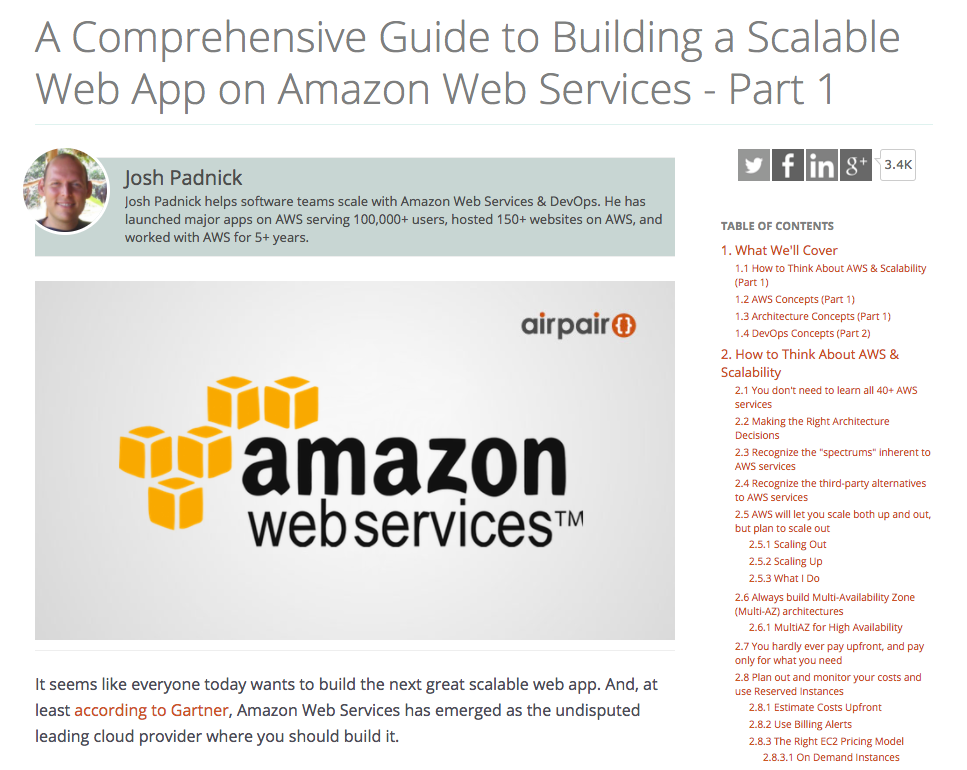 A Comprehensive Guide to Building a Scalable
Web App on Amazon Web Services - Part 1
Josh Padnick
Josh Padnick helps software teams scale with Amazon Web Services & DevOps. He has
launched major apps on AWS serving 100,000+ users, hosted 150+ websites on AWS, and
worked with AWS for 5+ years.
airpair{}
amazon
webservices™
It seems like everyone today wants to build the next great scalable web app. And, at
least according to Gartner, Amazon Web Services has emerged as the undisputed
leading cloud provider where you should build it.
f in g+ 3.4K
TABLE OF CONTENTS
1. What We'll Cover
1.1 How to Think About AWS & Scalability
(Part 1)
1.2 AWS Concepts (Part 1)
1.3 Architecture Concepts (Part 1)
1.4 DevOps Concepts (Part 2)
2. How to Think About AWS &
Scalability
2.1 You don't need to learn all 40+ AWS
services
2.2 Making the Right Architecture
Decisions
2.3 Recognize the "spectrums" inherent to
AWS services
2.4 Recognize the third-party alternatives
to AWS services
2.5 AWS will let you scale both up and out,
but plan to scale out
2.5.1 Scaling Out
2.5.2 Scaling Up
2.5.3 What I Do
2.6 Always build Multi-Availability Zone
(Multi-AZ) architectures
2.6.1 MultiAZ for High Availability
2.7 You hardly ever pay upfront, and pay
only for what you need
2.8 Plan out and monitor your costs and
use Reserved Instances
2.8.1 Estimate Costs Upfront
2.8.2 Use Billing Alerts
2.8.3 The Right EC2 Pricing Model
2.8.3.1 On Demand Instances